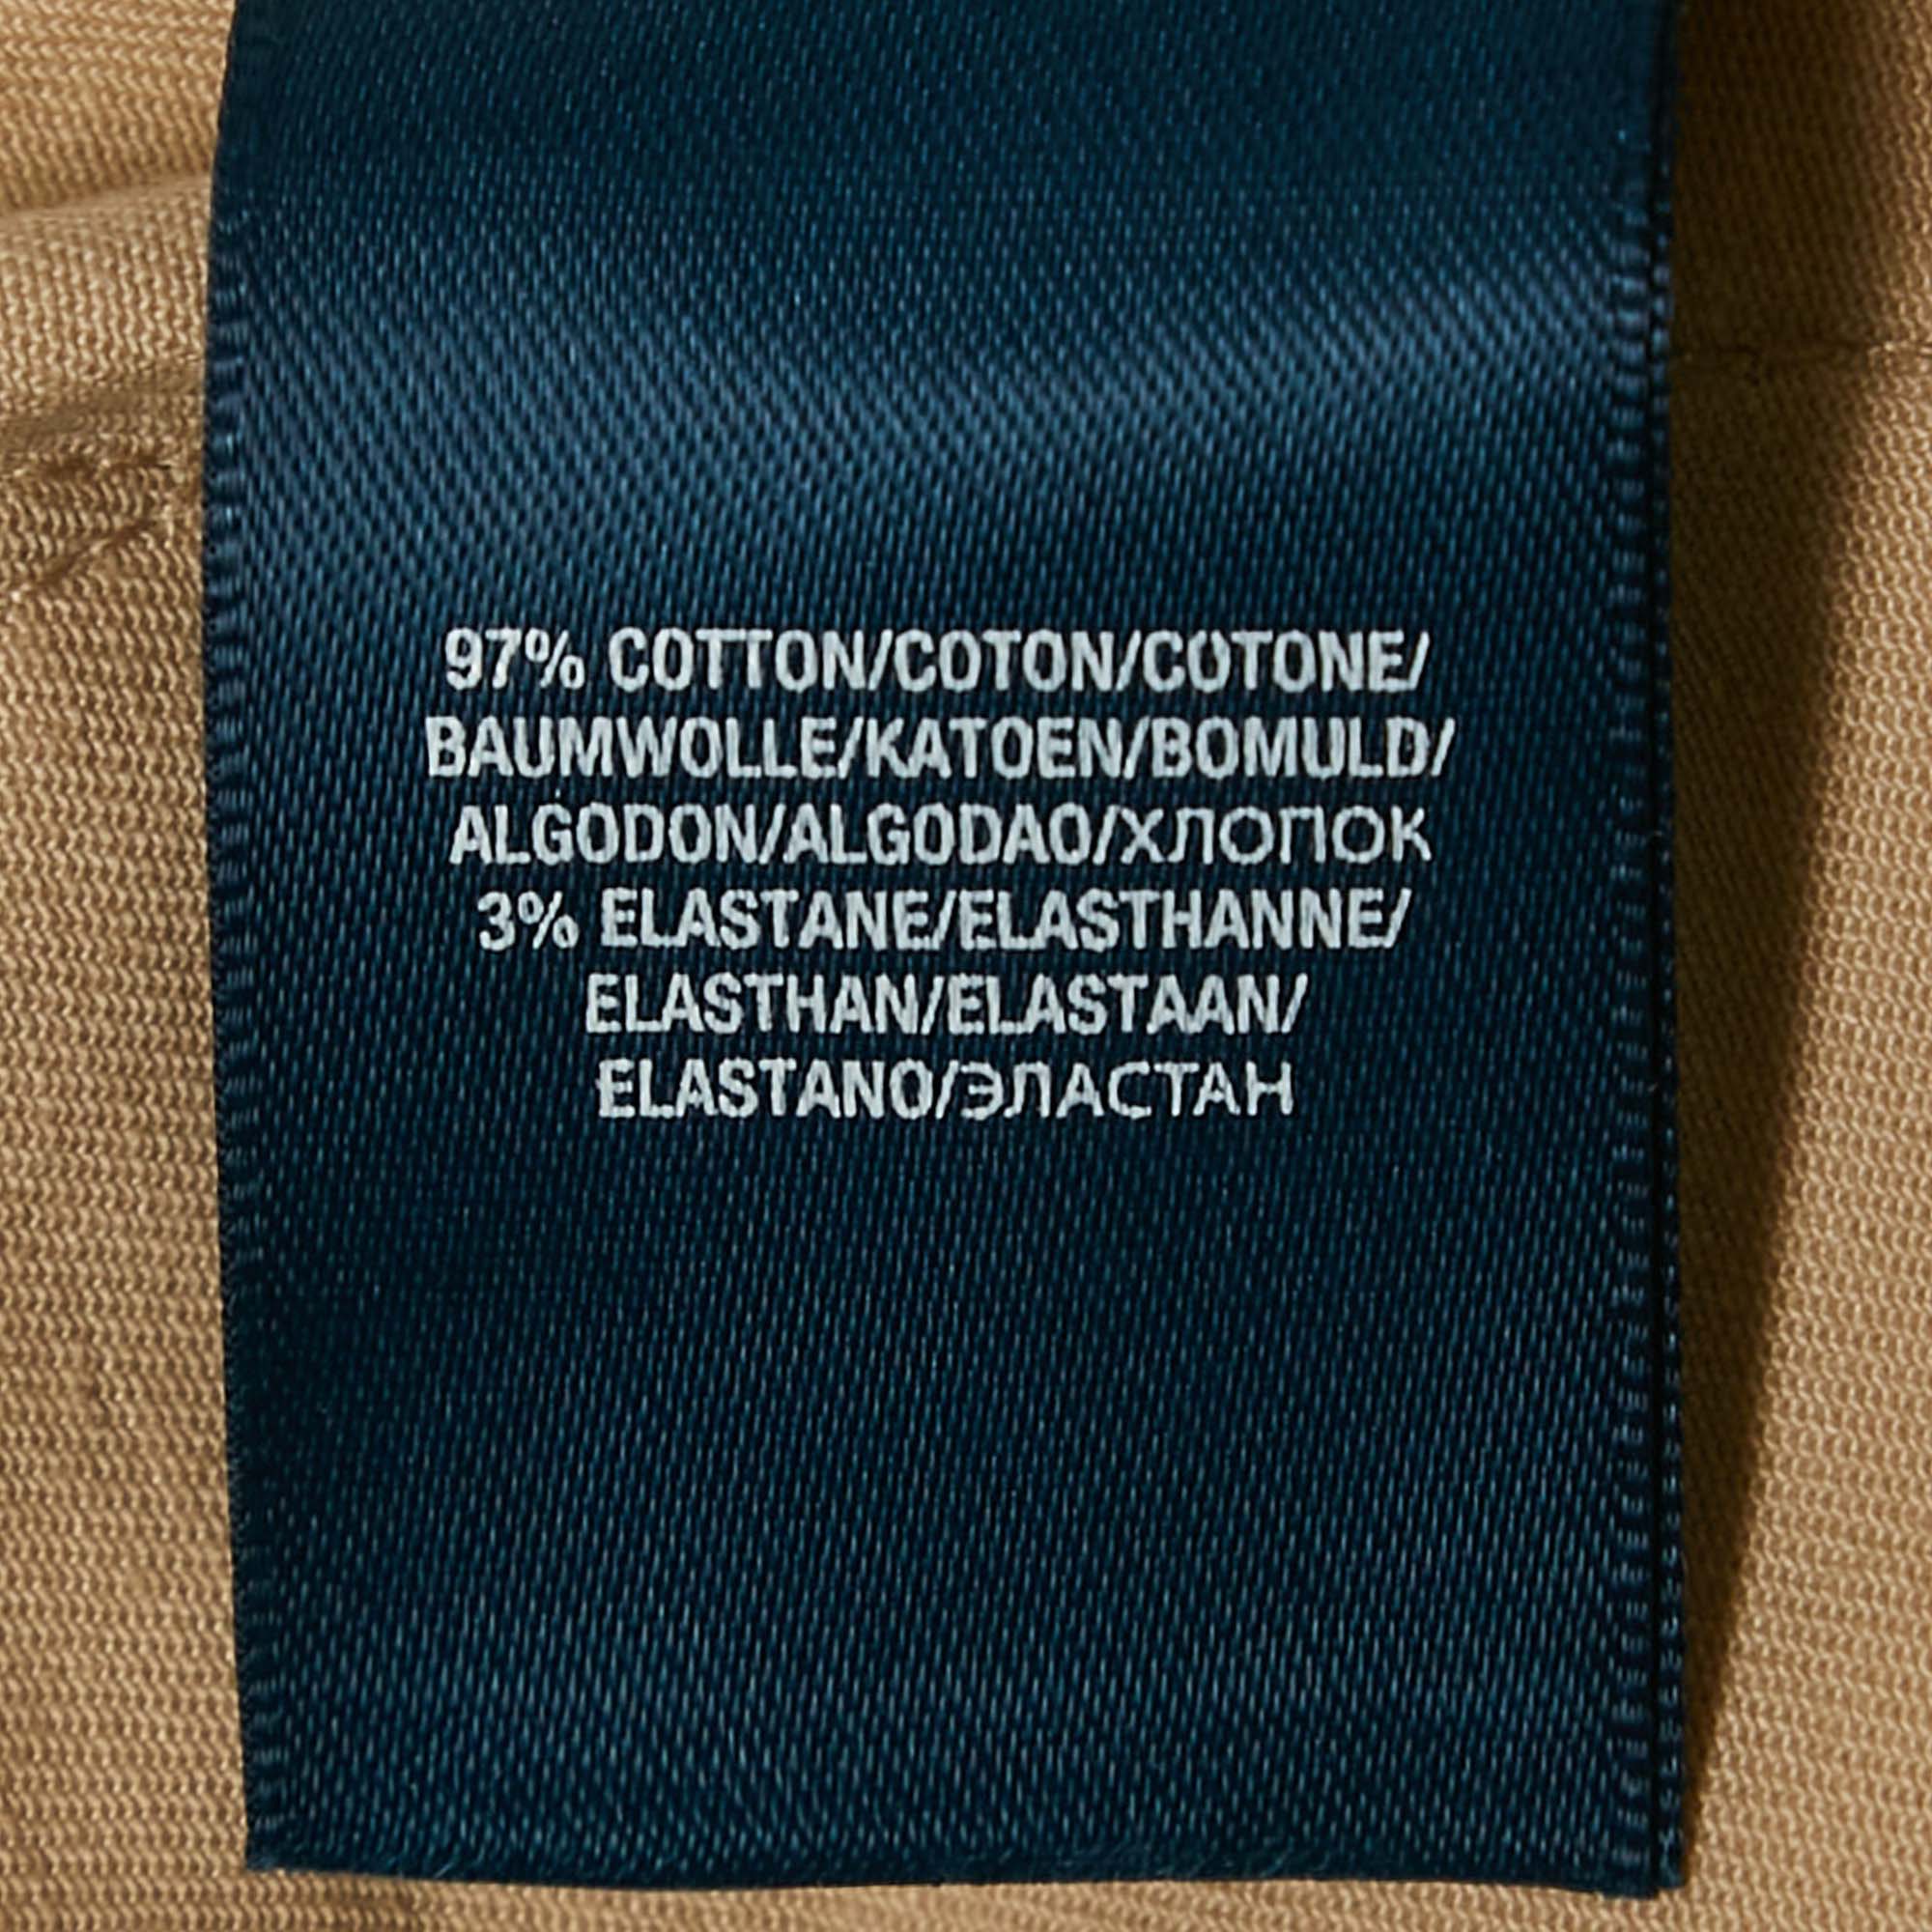 97% COTTON/COTON/COTONE/
BAUMWOLLE/KATOEN/BOMULD/
ALGODON/ALGODAO/ХЛОПОК
3% ELASTANE/ELASTHANNE/
ELASTHAN/ELASTAAN/
ELASTANO/ЭЛАСТАН